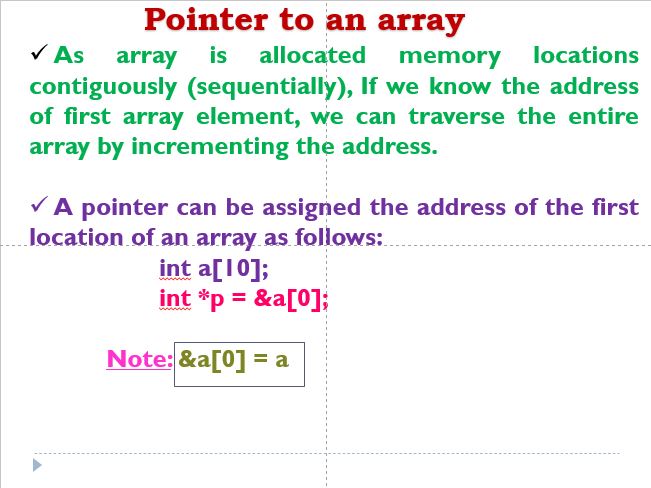 Pointer to an array
✓ As array is allocated memory locations
contiguously (sequentially), If we know the address
of first array element, we can traverse the entire
array by incrementing the address.
✓ A pointer can be assigned the address of the first
location of an array as follows:
int a[10];
int *p = &a[0];
Note: &a[0] = a